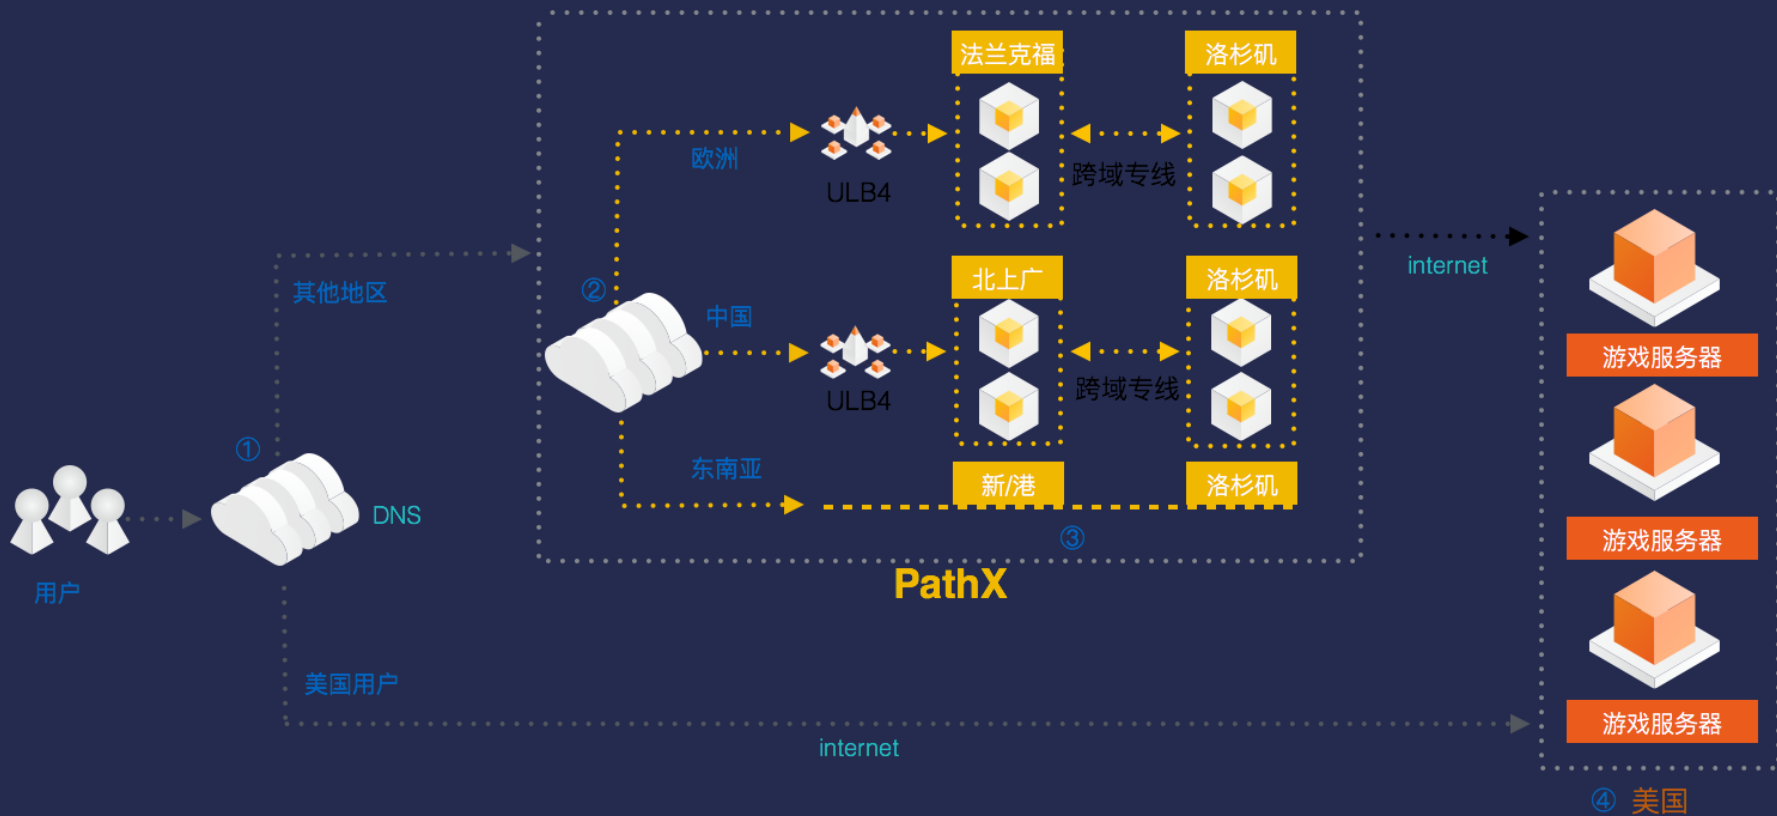 法兰克福
洛杉矶
欧洲
ULB4
跨域专线
其他地区
②
北上广
洛杉矶
internet
中国
ULB4
跨域专线
游戏服务器
①
东南亚
新/港
洛杉矶
DNS
③
游戏服务器
用户
PathX
美国用户
internet
游戏服务器
④ 美国